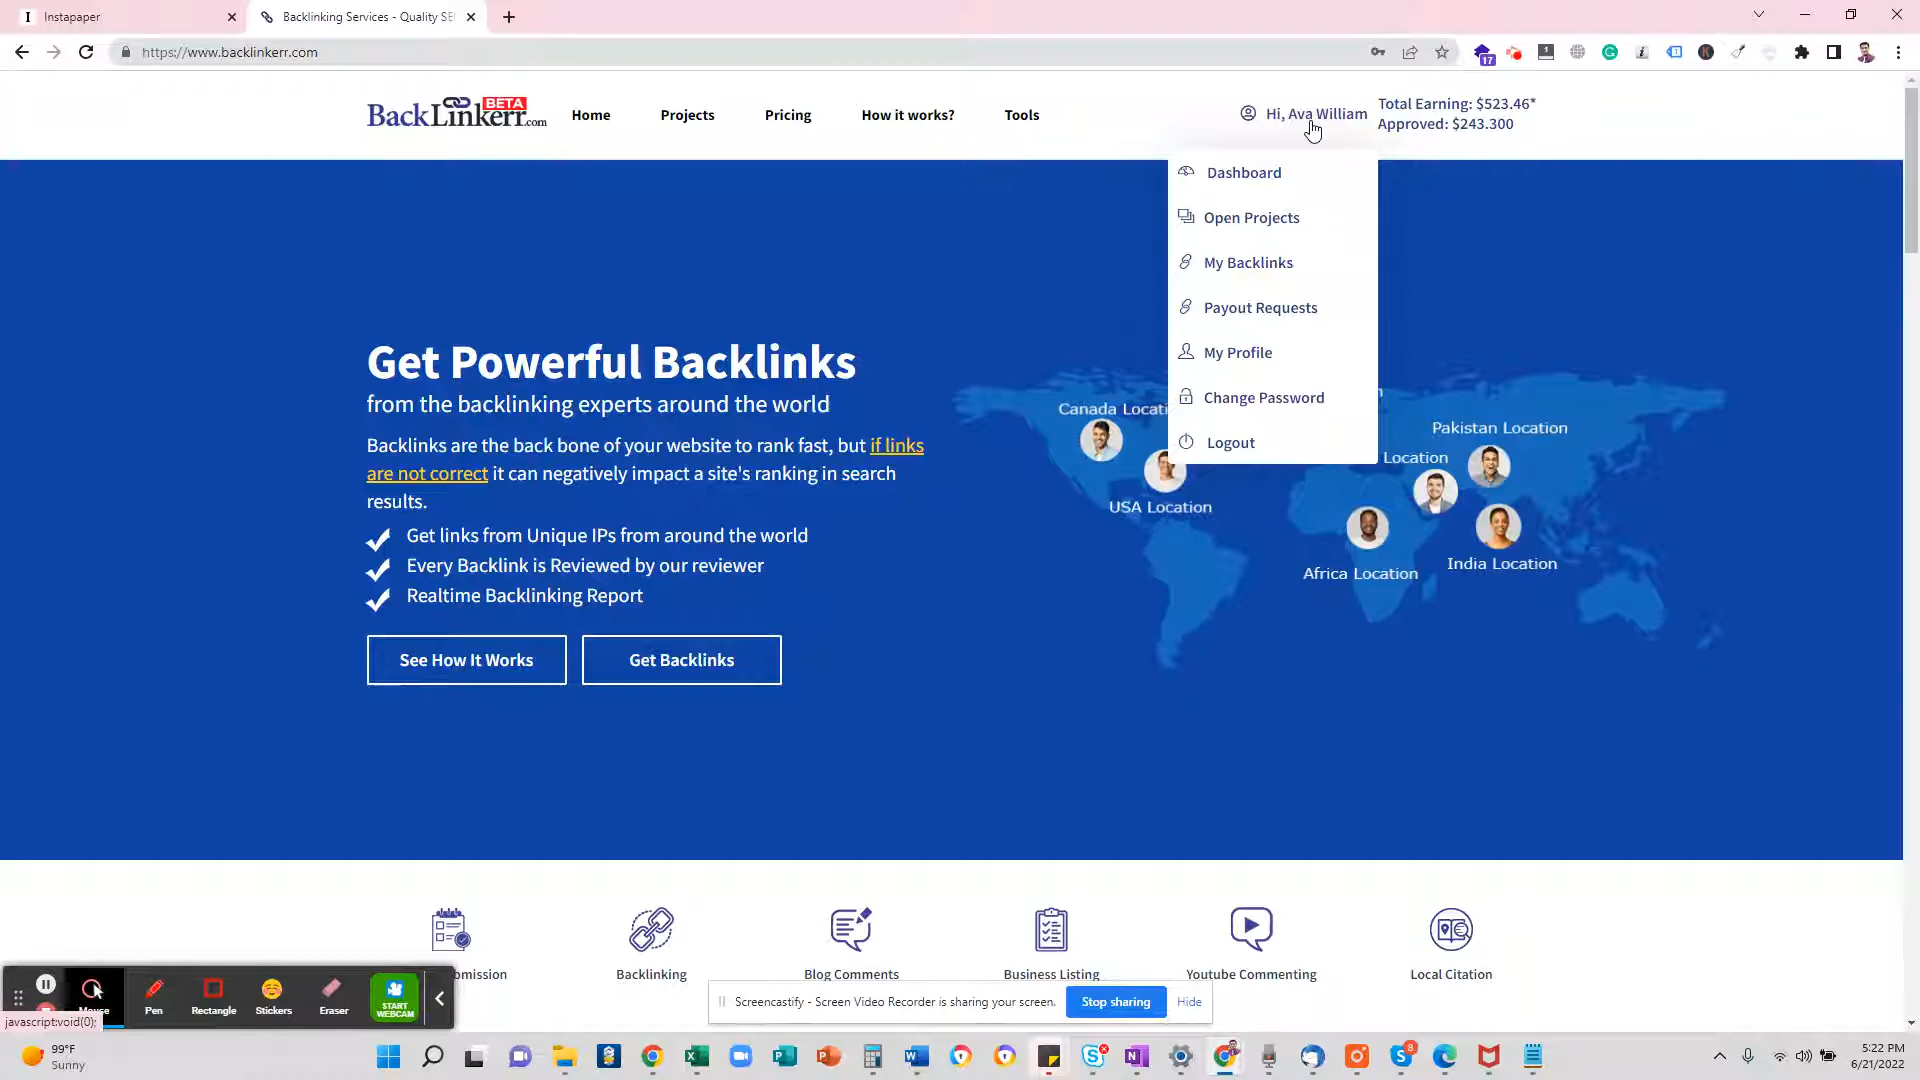 Instapaper
Backlinking Services - Quality SE
https://www.backlinkerr.com
17
1
BackLinkerr.com
BETA
Home
Projects
Pricing
How it works?
Tools
Hi, Ava William
Total Earning: $523.46*
Approved: $243.300
Dashboard
Open Projects
My Backlinks
Payout Requests
My Profile
Change Password
Logout
Get Powerful Backlinks
from the backlinking experts around the world
Backlinks are the back bone of your website to rank fast, but if links
are not correct it can negatively impact a site's ranking in search
results.
Get links from Unique IPs from around the world
Every Backlink is Reviewed by our reviewer
Realtime Backlinking Report
See How It Works
Get Backlinks
Canada Locati
USA Location
Pakistan Location
Location
Africa Location
India Location
Backlinking
Blog Comments
Business Listing
Youtube Commenting
Local Citation
Mouse
Pen
Rectangle
Stickers
Eraser
START
WEBCAM
javascript:void(0);
Screencastify - Screen Video Recorder is sharing your screen.
Stop sharing
Hide
99°F
Sunny
8
5:22 PM
6/21/2022